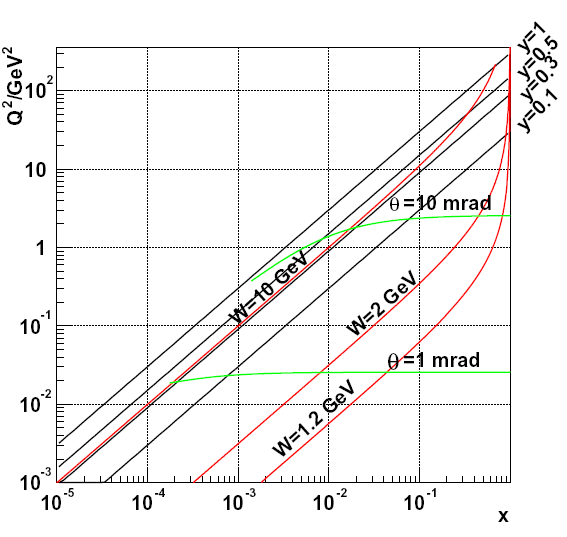 y=1
y=0.5
y=0.3
y=0.1
Q²/GeV²
10²
10
1
10⁻¹
10⁻²
10⁻³
θ=10 mrad
W=10 GeV
W=2 GeV
θ=1 mrad
W=1.2 GeV
10⁻⁵
10⁻⁴
10⁻³
10⁻²
10⁻¹
x